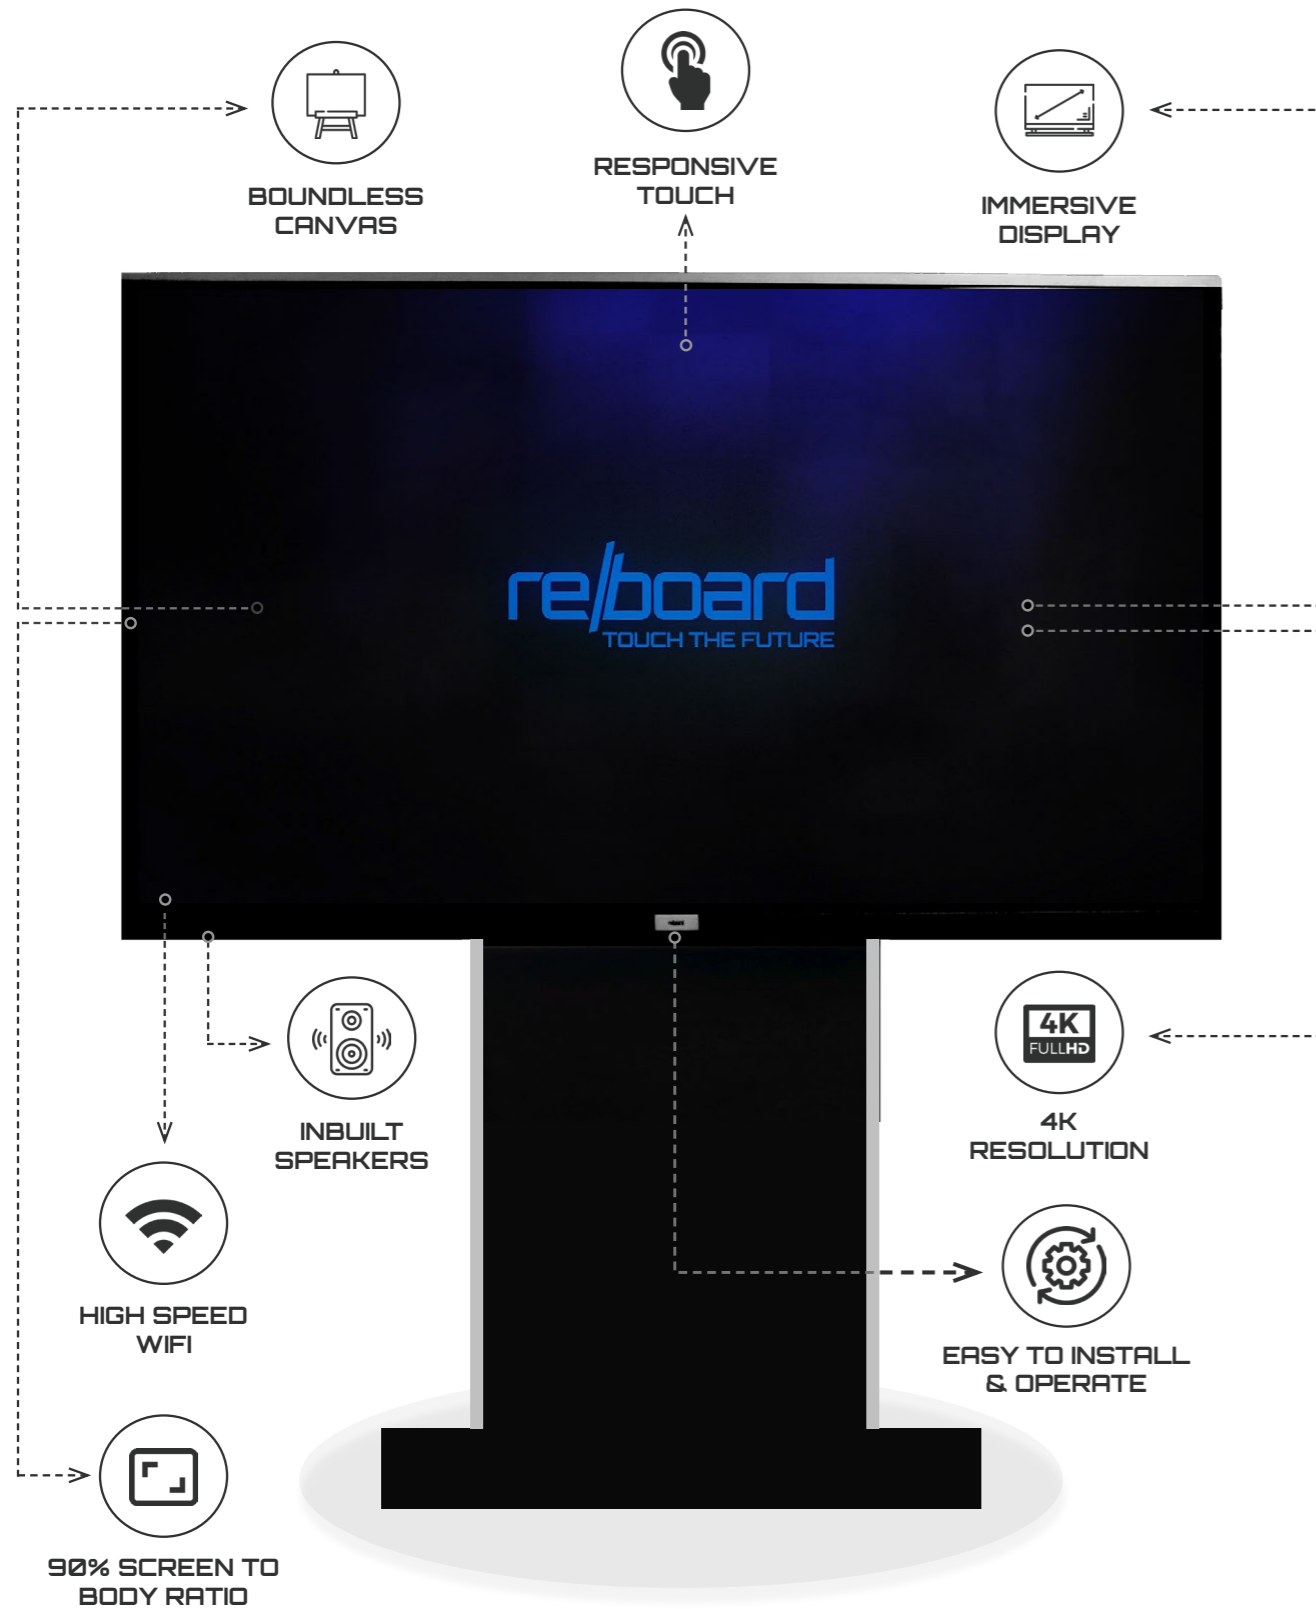 RESPONSIVE
TOUCH
BOUNDLESS
CANVAS
IMMERSIVE
DISPLAY
re/board
TOUCH THE FUTURE
4K
FULLHD
INBUILT
SPEAKERS
4K
RESOLUTION
HIGH SPEED
WIFI
EASY TO INSTALL
& OPERATE
90% SCREEN TO
BODY RATIO